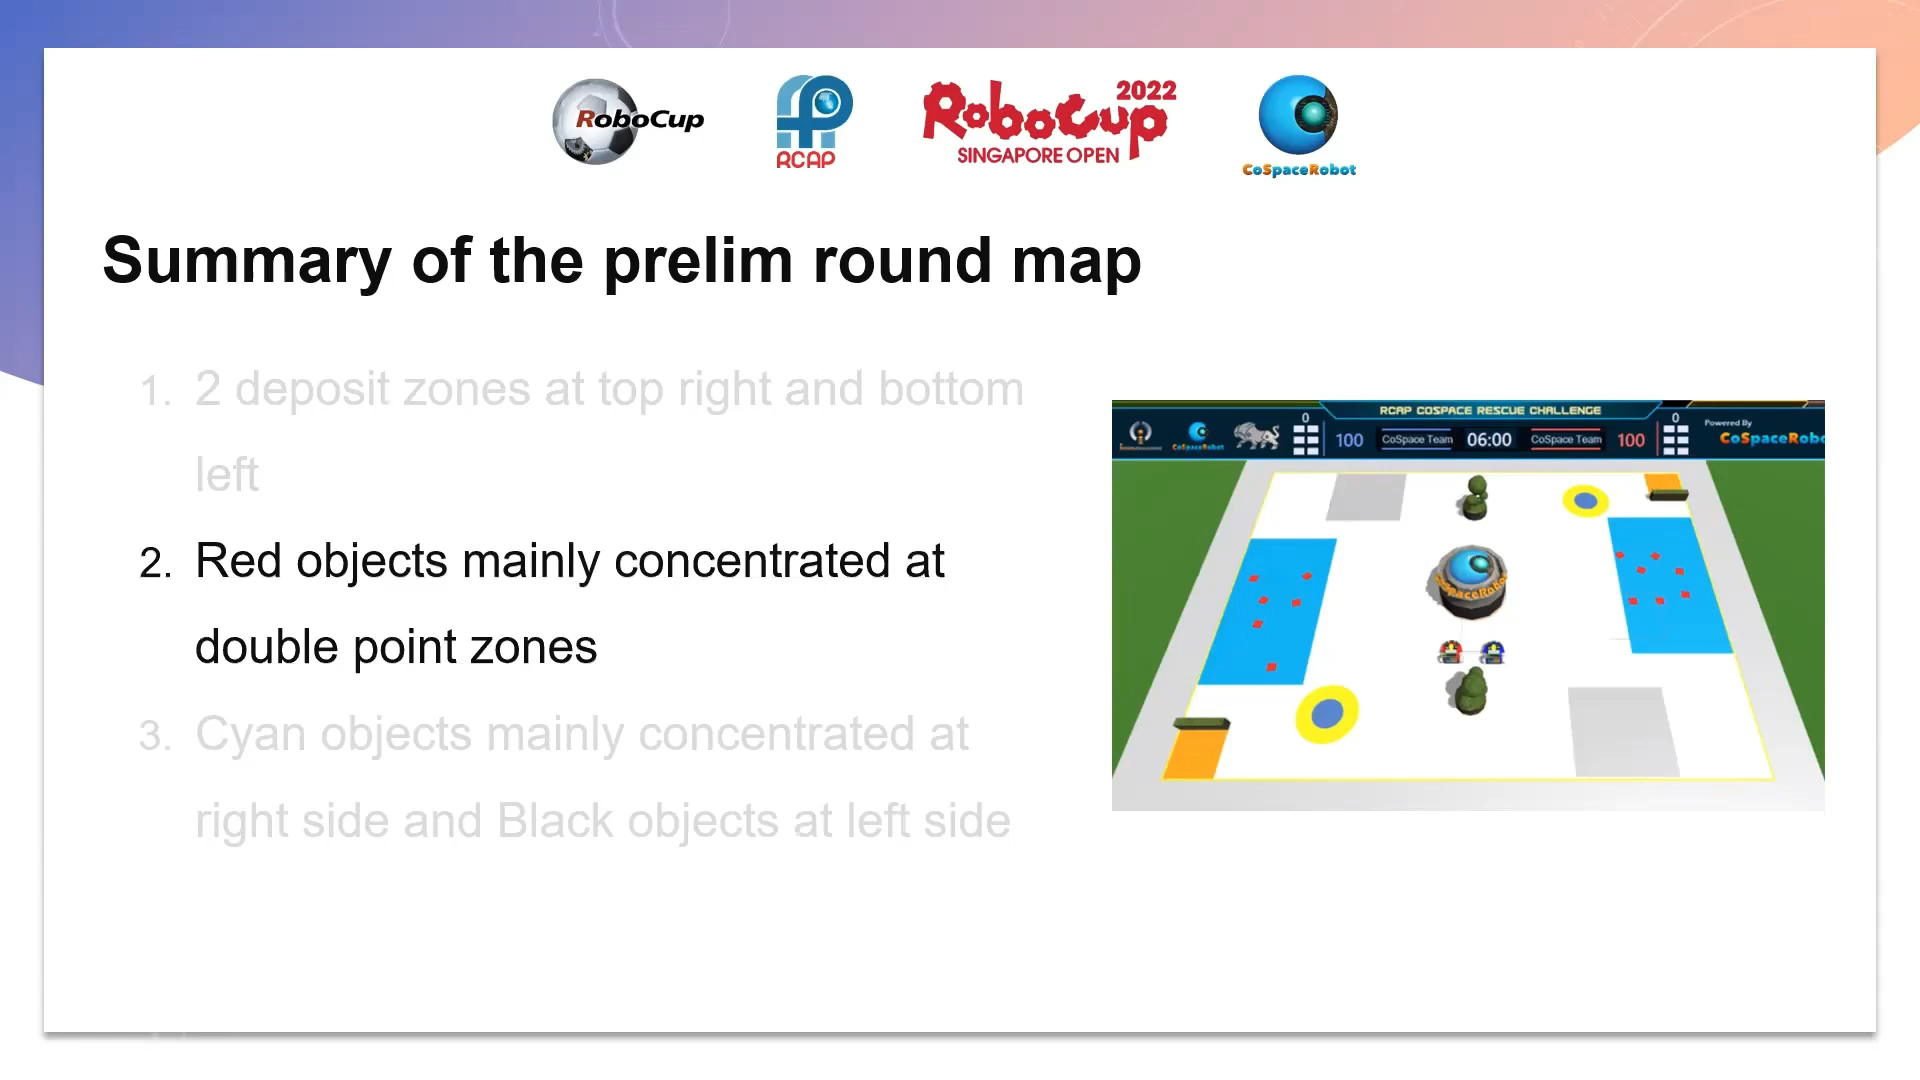 RoboCup
RCAP
RoboCup 2022
SINGAPORE OPEN
CoSpaceRobot
Summary of the prelim round map
1. 2 deposit zones at top right and bottom
left
2. Red objects mainly concentrated at
double point zones
3. Cyan objects mainly concentrated at
right side and Black objects at left side
RCAP COSPACE RESCUE CHALLENGE
CoSpaceRobot
0
100
CoSpace Team
06:00
CoSpace Team
100
0
Powered By
CoSpaceRobo